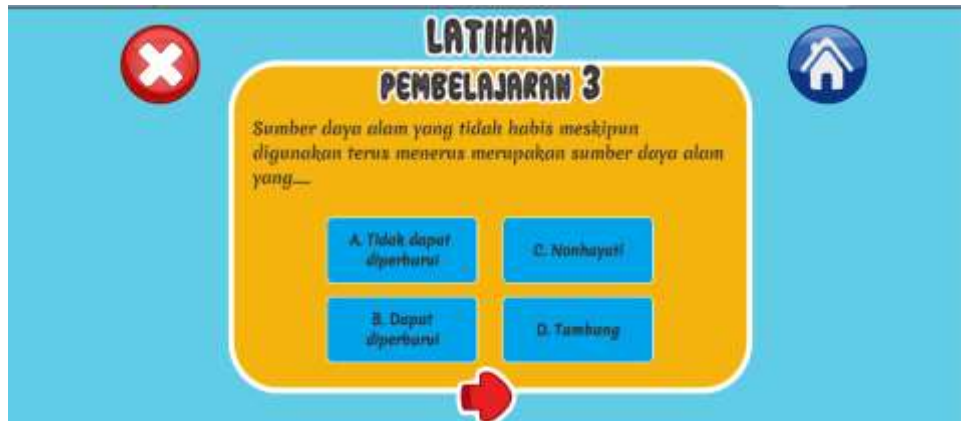 LATIHAN
PEMBELAJARAN 3
Sumber daya alam yang tidak habis meskipun
digunakan terus menerus merupakan sumber daya alam
yang....
A. Tidak dapat
diperbarui
C. Nonhayati
B. Dapat
diperbarui
D. Tambang